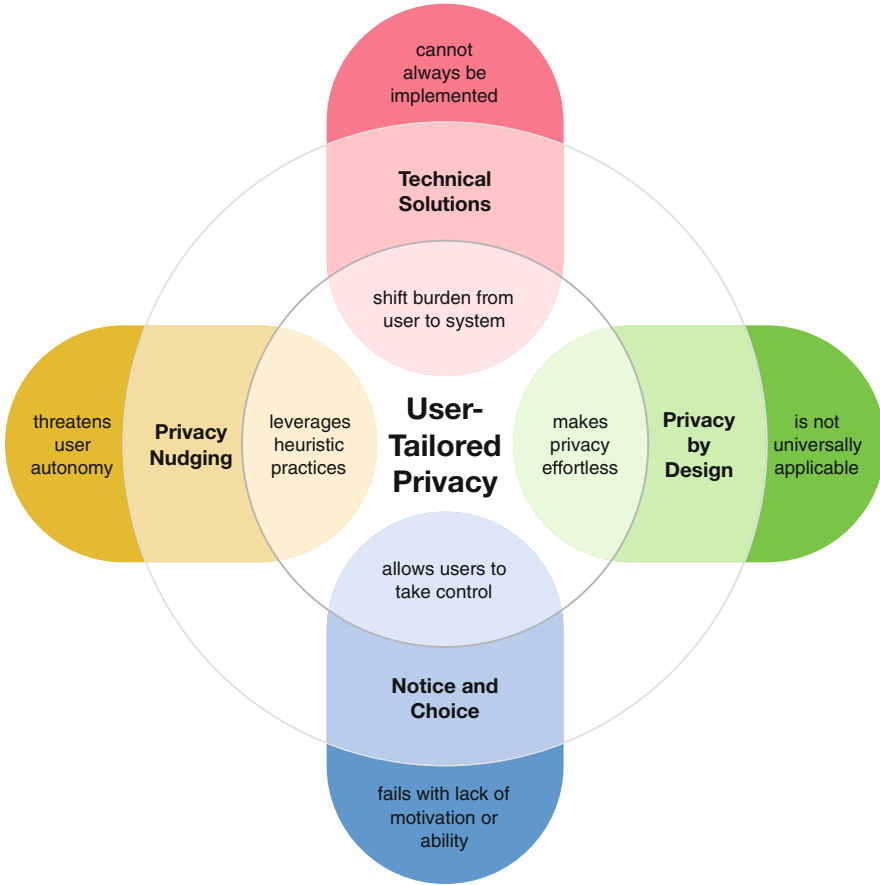 cannot
always be
implemented
Technical
Solutions
shift burden from
user to system
threatens
user
autonomy
Privacy
Nudging
leverages
heuristic
practices
User-
Tailored
Privacy
makes
privacy
effortless
Privacy
by
Design
is not
universally
applicable
allows users to
take control
Notice and
Choice
fails with lack of
motivation or
ability